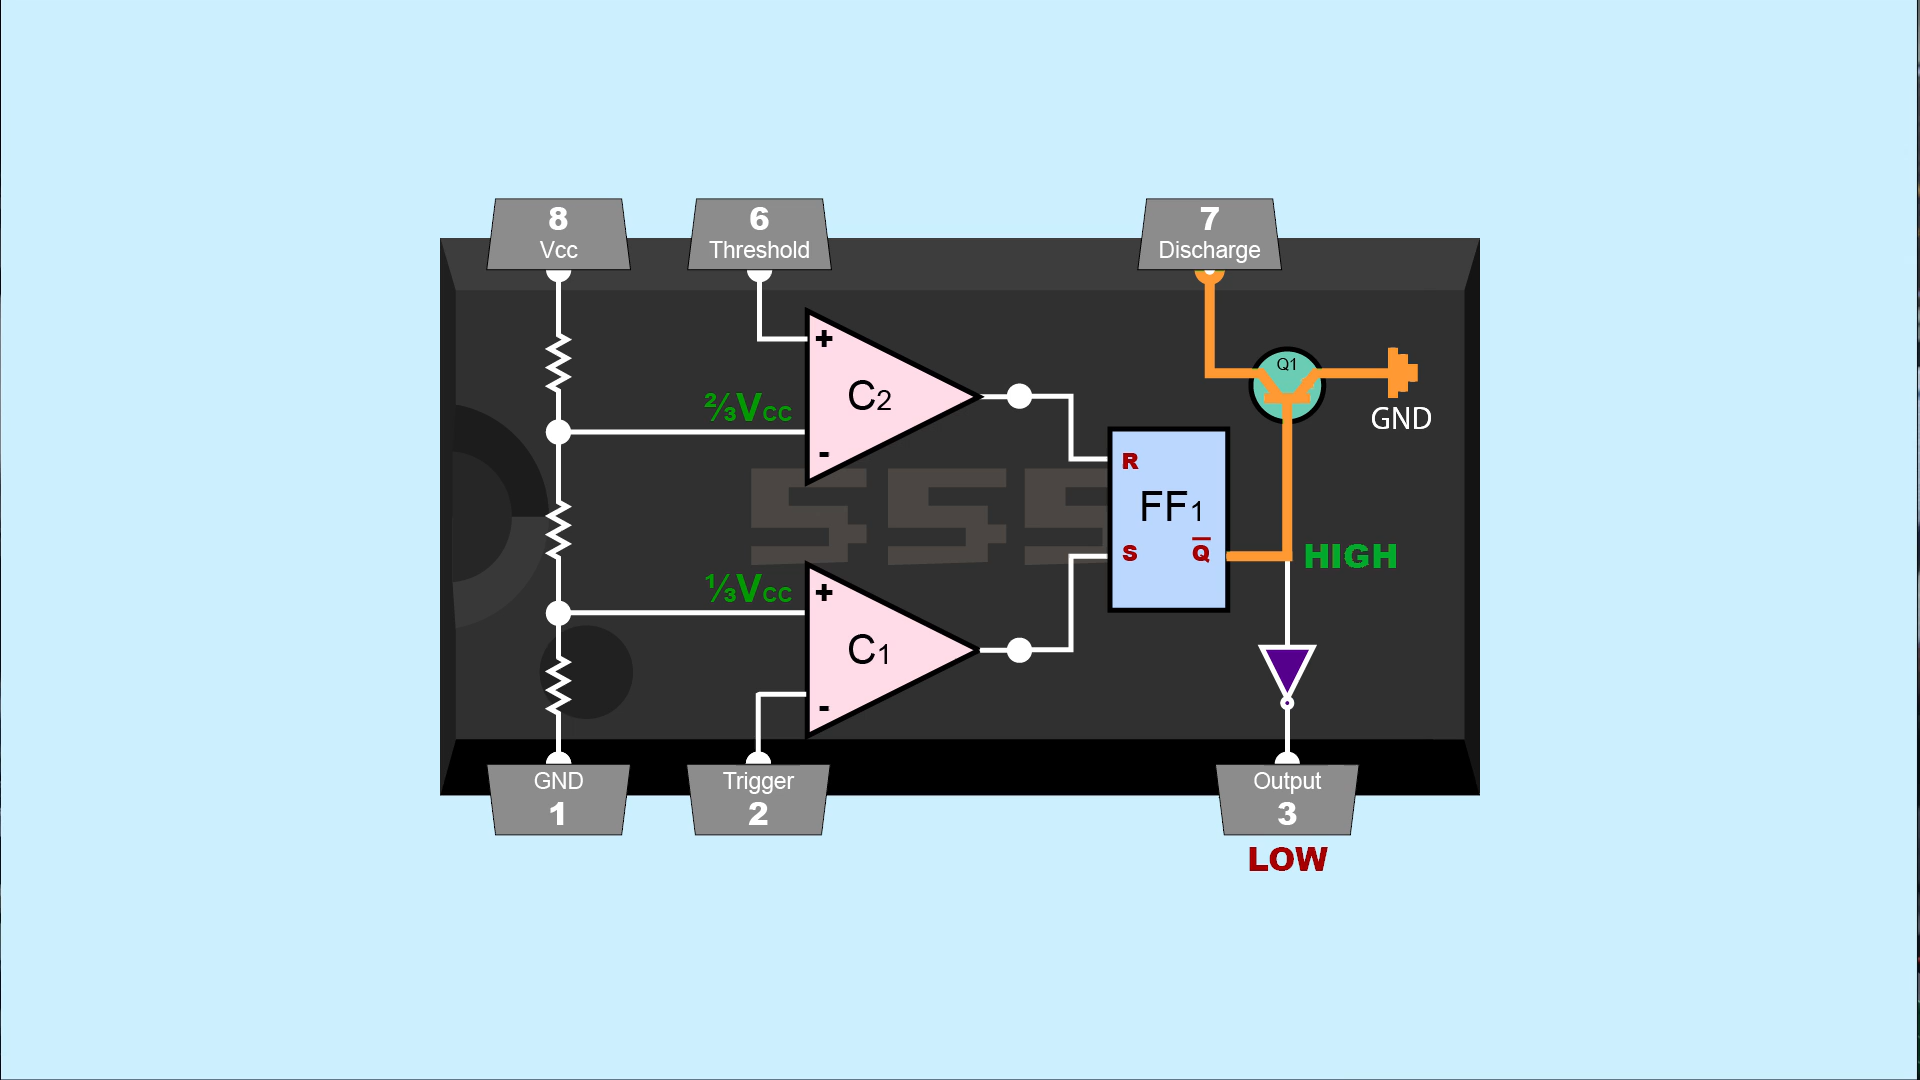 8
Vcc
6
Threshold
7
Discharge
Q1
GND
+
C2
⅔Vcc
-
R
555
FF1
S
Q̅
HIGH
⅓Vcc
+
C1
-
GND
1
Trigger
2
Output
3
LOW